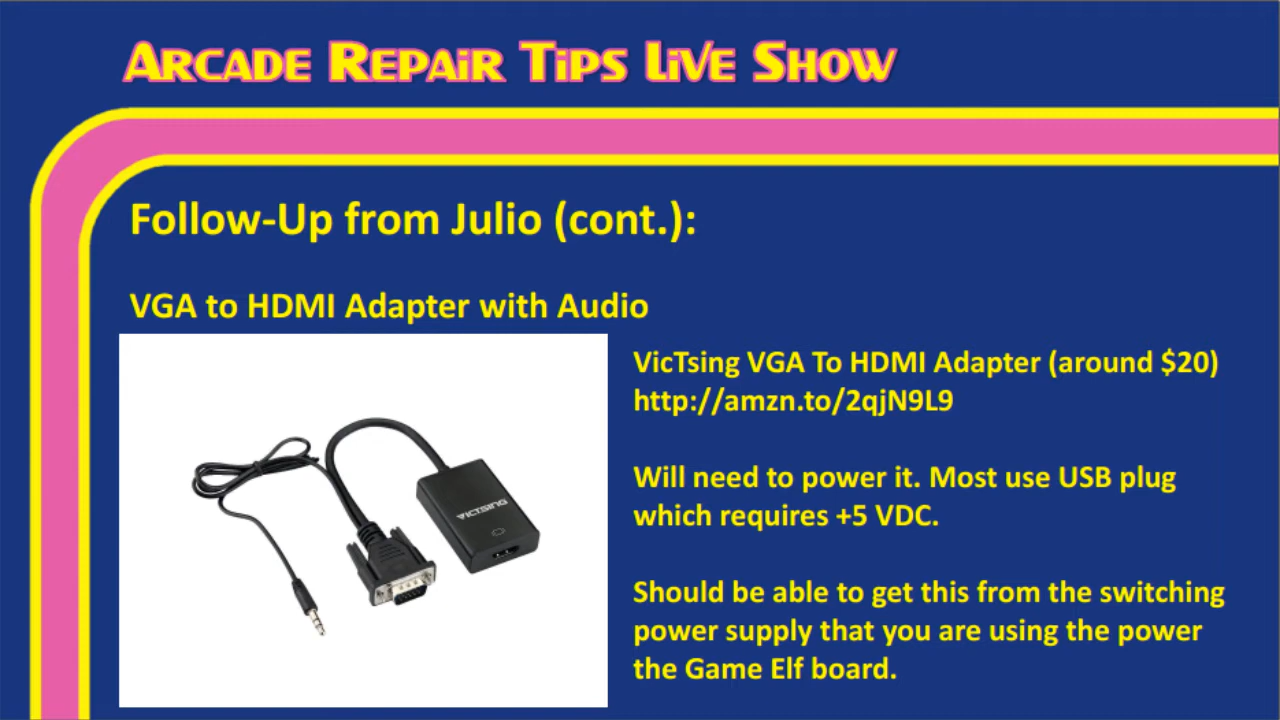 ARCADE REPAIR TIPS LIVE SHOW
Follow-Up from Julio (cont.):
VGA to HDMI Adapter with Audio
VicTsing VGA To HDMI Adapter (around $20)
http://amzn.to/2qjN9L9
Will need to power it. Most use USB plug
which requires +5 VDC.
Should be able to get this from the switching
power supply that you are using the power
the Game Elf board.
VICTSING